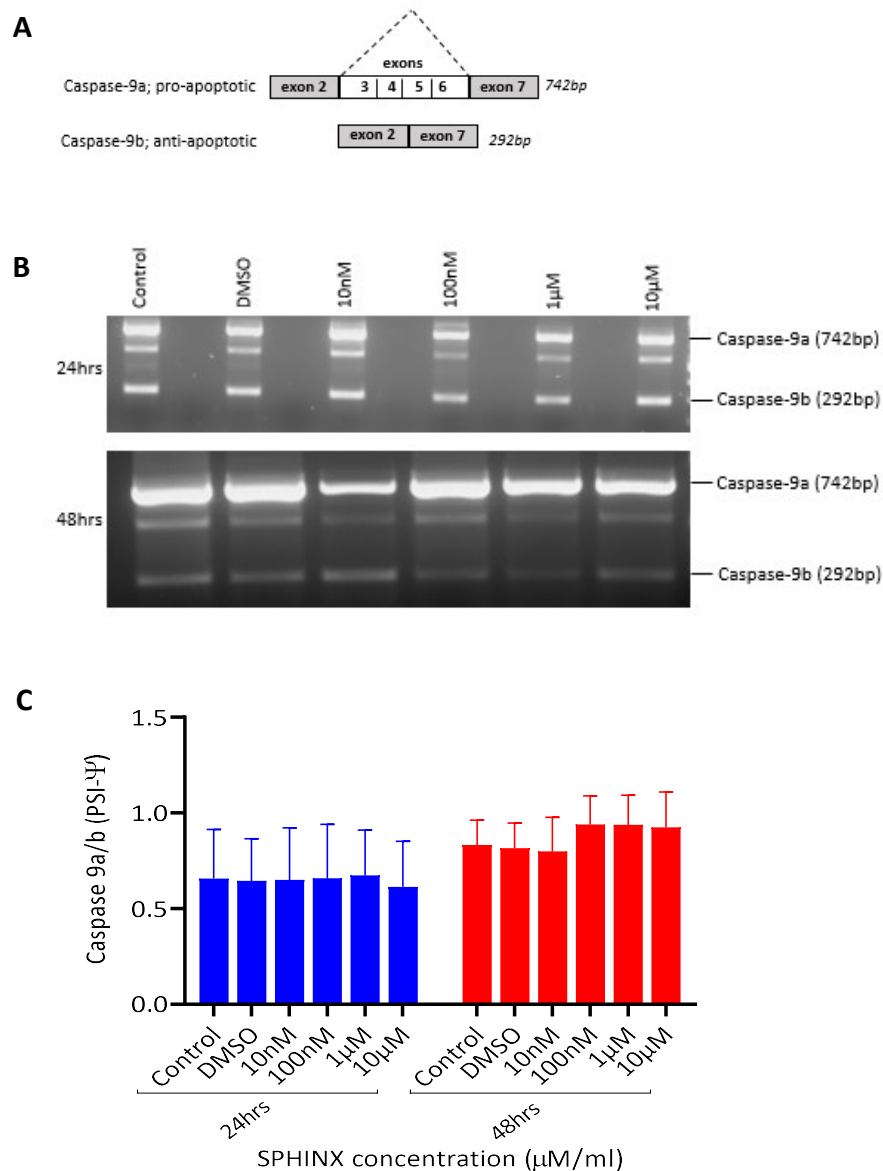 A
exons
Caspase-9a; pro-apoptotic exon 2 3 4 5 6 exon 7 742bp
Caspase-9b; anti-apoptotic exon 2 exon 7 292bp
B
Control DMSO 10nM 100nM 1µM 10µM
24hrs
Caspase-9a (742bp)
Caspase-9b (292bp)
48hrs
Caspase-9a (742bp)
Caspase-9b (292bp)
C
Caspase 9a/b (PSI-Ψ)
1.5
1.0
0.5
0.0
Control DMSO 10nM 100nM 1µM 10µM Control DMSO 10nM 100nM 1µM 10µM
24hrs 48hrs
SPHINX concentration (µM/ml)